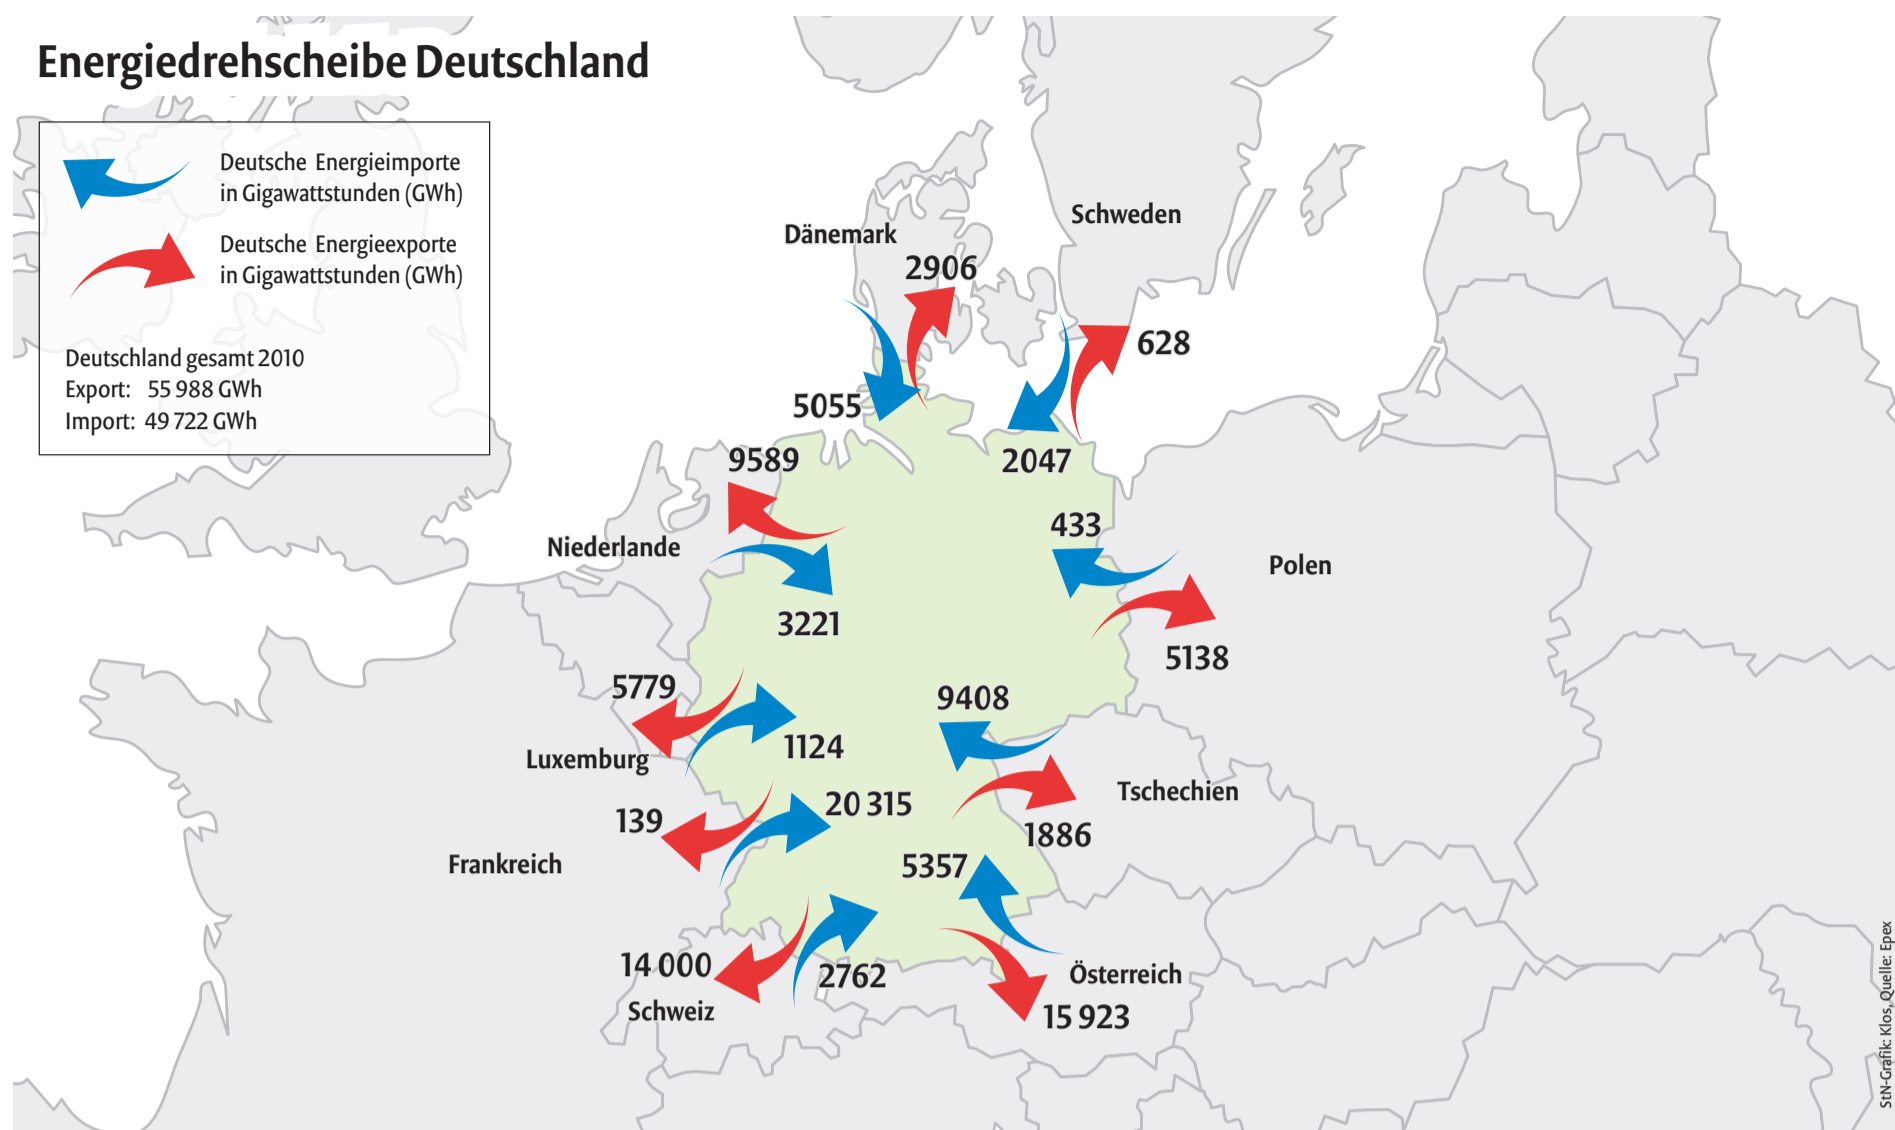 Energiedrehscheibe Deutschland
Deutsche Energieimporte
in Gigawattstunden (GWh)
Deutsche Energieexporte
in Gigawattstunden (GWh)
Deutschland gesamt 2010
Export: 55 988 GWh
Import: 49 722 GWh
Schweden
Dänemark
2906
628
5055
9589
2047
433
Niederlande
Polen
3221
5138
5779
9408
1124
Luxemburg
Tschechien
20 315
139
1886
Frankreich
5357
14 000
2762
Österreich
Schweiz
15 923
StN-Grafik: Klos, Quelle: Epex